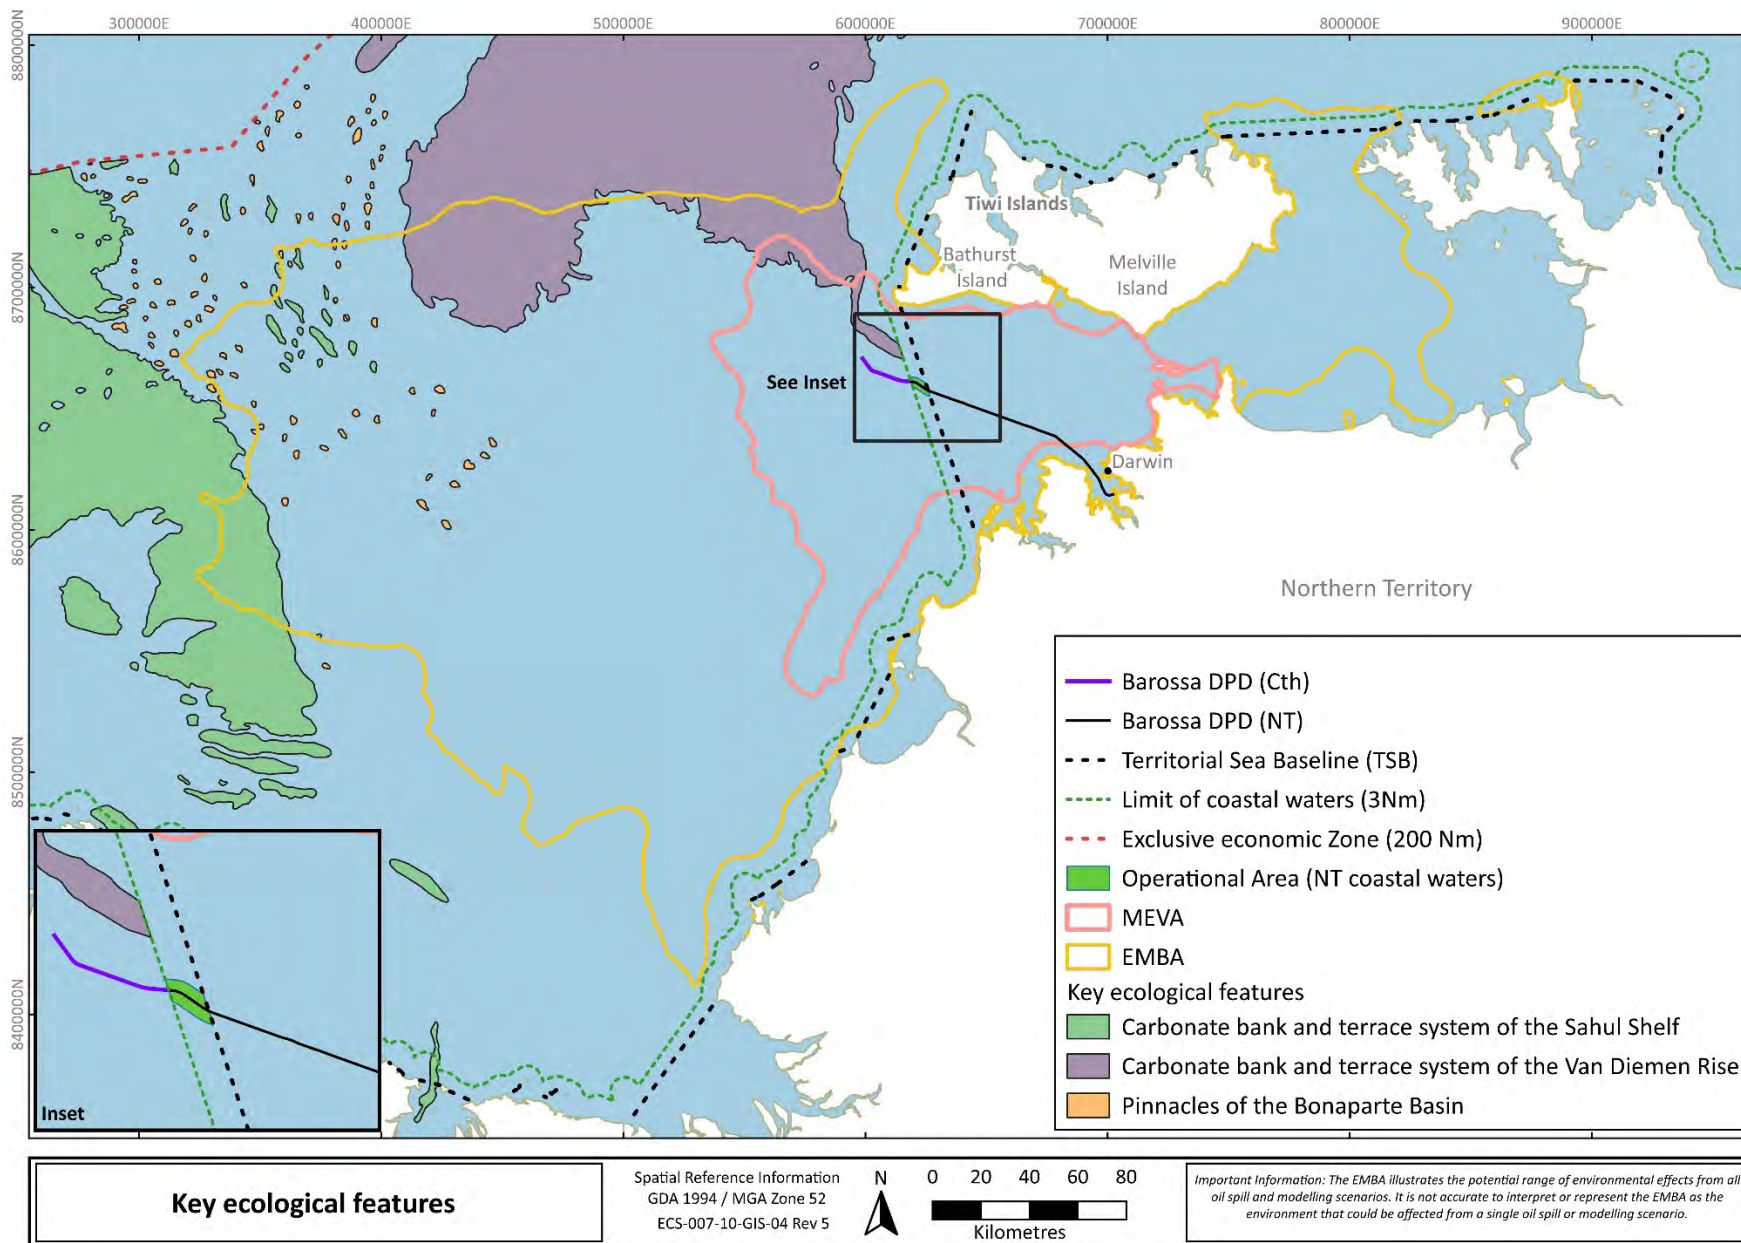 300000E 400000E 500000E 600000E 700000E 800000E 900000E
8800000N
8700000N
8600000N
8500000N
8400000N
Tiwi Islands
Bathurst
Island
Melville
Island
See Inset
Darwin
Northern Territory
Barossa DPD (Cth)
Barossa DPD (NT)
Territorial Sea Baseline (TSB)
Limit of coastal waters (3Nm)
Exclusive economic Zone (200 Nm)
Operational Area (NT coastal waters)
MEVA
EMBA
Key ecological features
Carbonate bank and terrace system of the Sahul Shelf
Carbonate bank and terrace system of the Van Diemen Rise
Pinnacles of the Bonaparte Basin
Inset
Key ecological features
Spatial Reference Information
GDA 1994 / MGA Zone 52
ECS-007-10-GIS-04 Rev 5
N
0 20 40 60 80
Kilometres
Important Information: The EMBA illustrates the potential range of environmental effects from all
oil spill and modelling scenarios. It is not accurate to interpret or represent the EMBA as the
environment that could be affected from a single oil spill or modelling scenario.